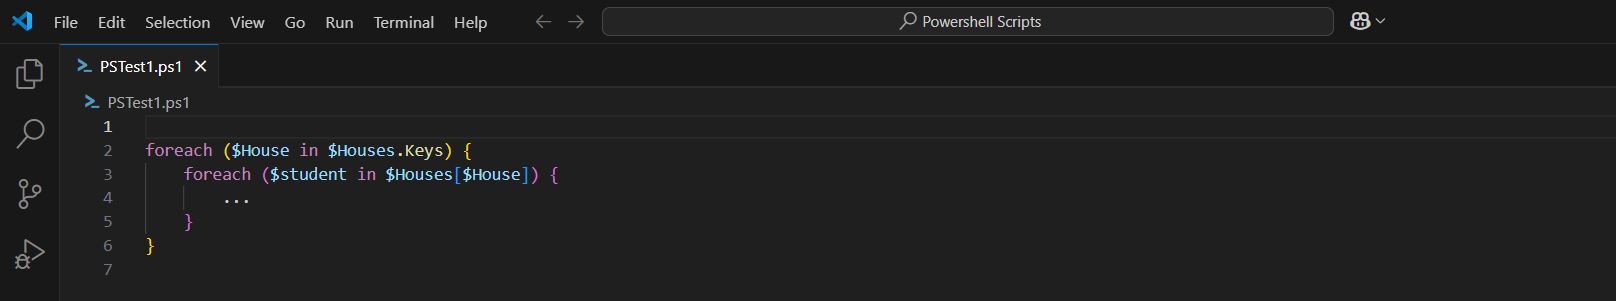 File Edit Selection View Go Run Terminal Help Powershell Scripts
PSTest1.ps1
PSTest1.ps1
1
2 foreach ($House in $Houses.Keys) {
3 foreach ($student in $Houses[$House]) {
4 ...
5 }
6 }
7